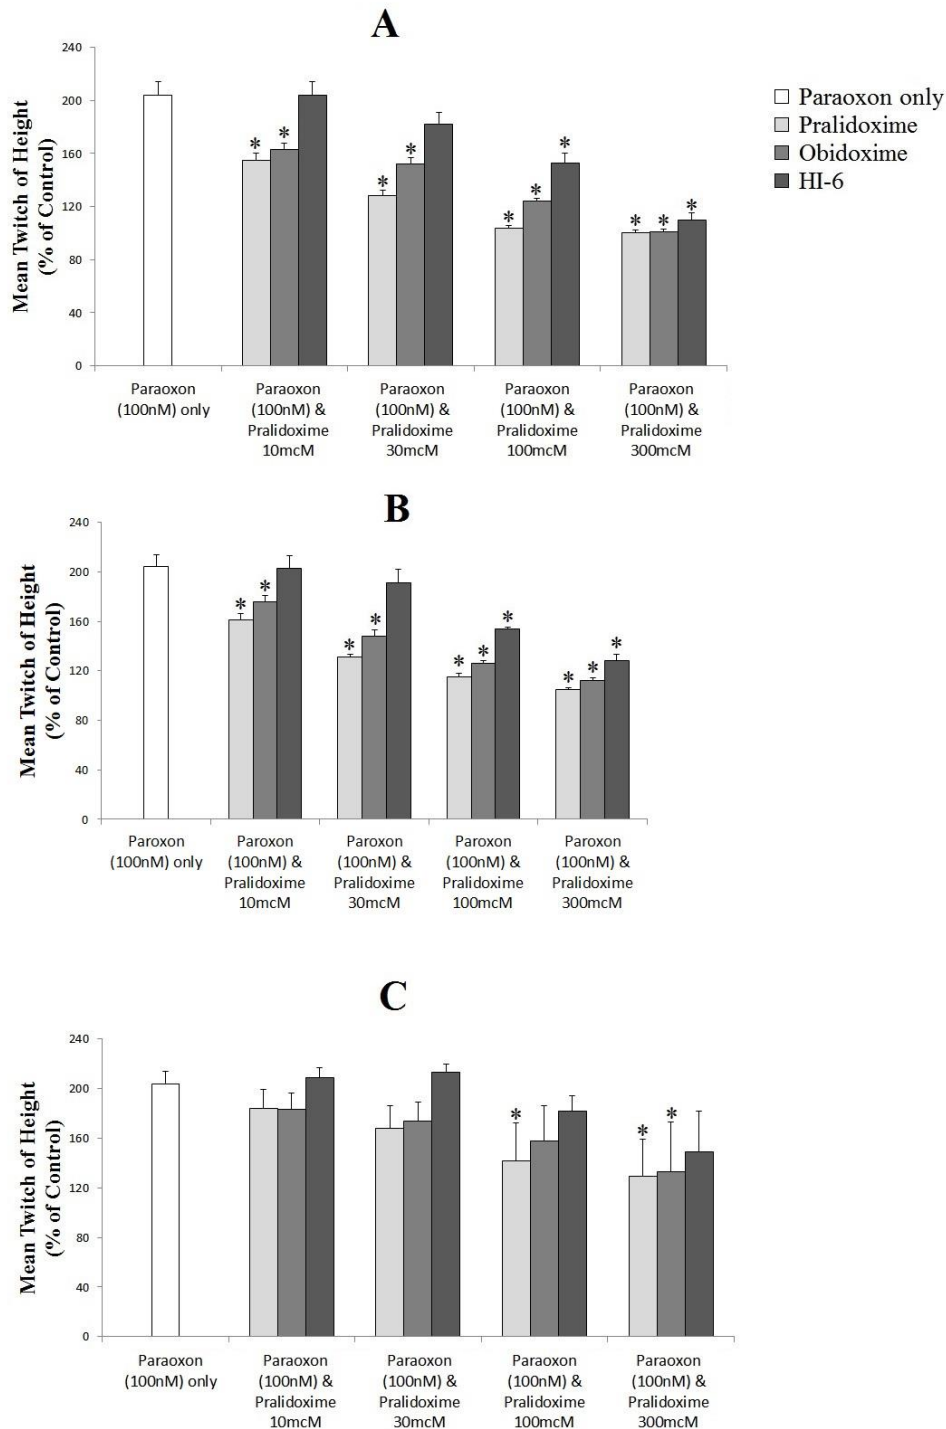 A
240
200
160
120
80
40
0
Mean Twitch of Height
(% of Control)
* * * * * * * * * *
Paraoxon only
Pralidoxime
Obidoxime
HI-6
Paraoxon
(100nM) only
Paraoxon
(100nM) &
Pralidoxime
10mcM
Paraoxon
(100nM) &
Pralidoxime
30mcM
Paraoxon
(100nM) &
Pralidoxime
100mcM
Paraoxon
(100nM) &
Pralidoxime
300mcM
B
240
200
160
120
80
40
0
Mean Twitch of Height
(% of Control)
* * * * * * * * * *
Paroxon
(100nM) only
Paroxon
(100nM) &
Pralidoxime
10mcM
Paroxon
(100nM) &
Pralidoxime
30mcM
Paroxon
(100nM) &
Pralidoxime
100mcM
Paroxon
(100nM) &
Pralidoxime
300mcM
C
240
200
160
120
80
40
0
Mean Twitch of Height
(% of Control)
* * *
Paraoxon
(100nM) only
Paraoxon
(100nM) &
Pralidoxime
10mcM
Paraoxon
(100nM) &
Pralidoxime
30mcM
Paraoxon
(100nM) &
Pralidoxime
100mcM
Paraoxon
(100nM) &
Pralidoxime
300mcM